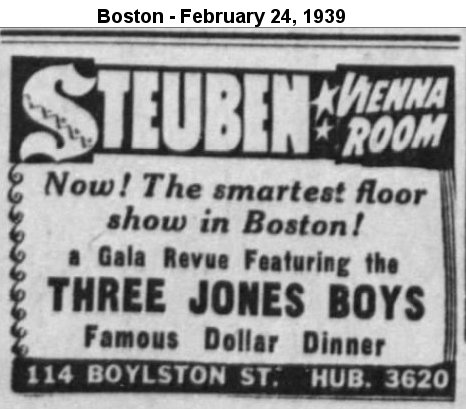 Boston - February 24, 1939
STEUBEN VIENNA
ROOM
Now! The smartest floor
show in Boston!
a Gala Revue Featuring the
THREE JONES BOYS
Famous Dollar Dinner
114 BOYLSTON ST. HUB. 3620